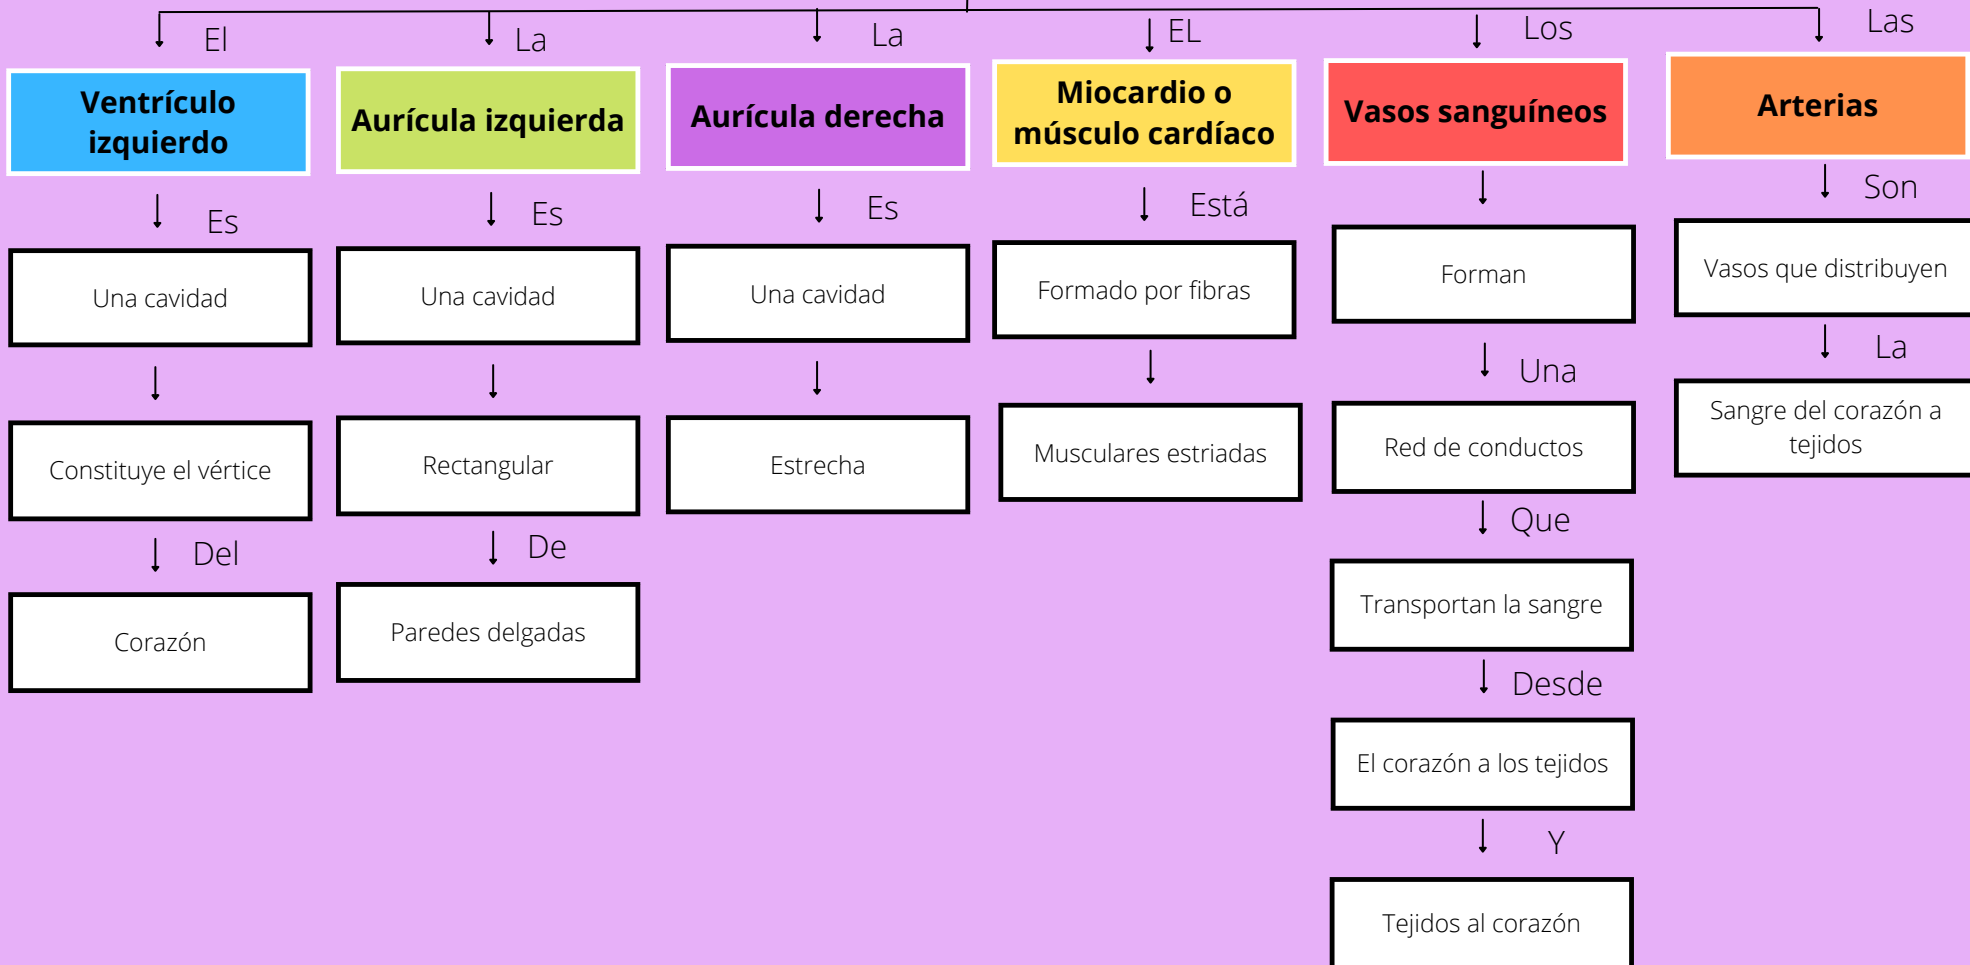 El
Ventrículo
izquierdo
Es
Una cavidad
Constituye el vértice
Del
Corazón
La
Aurícula izquierda
Es
Una cavidad
Rectangular
De
Paredes delgadas
La
Aurícula derecha
Es
Una cavidad
Estrecha
EL
Miocardio o
músculo cardíaco
Está
Formado por fibras
Musculares estriadas
Los
Vasos sanguíneos
Forman
Una
Red de conductos
Que
Transportan la sangre
Desde
El corazón a los tejidos
Y
Tejidos al corazón
Las
Arterias
Son
Vasos que distribuyen
La
Sangre del corazón a
tejidos